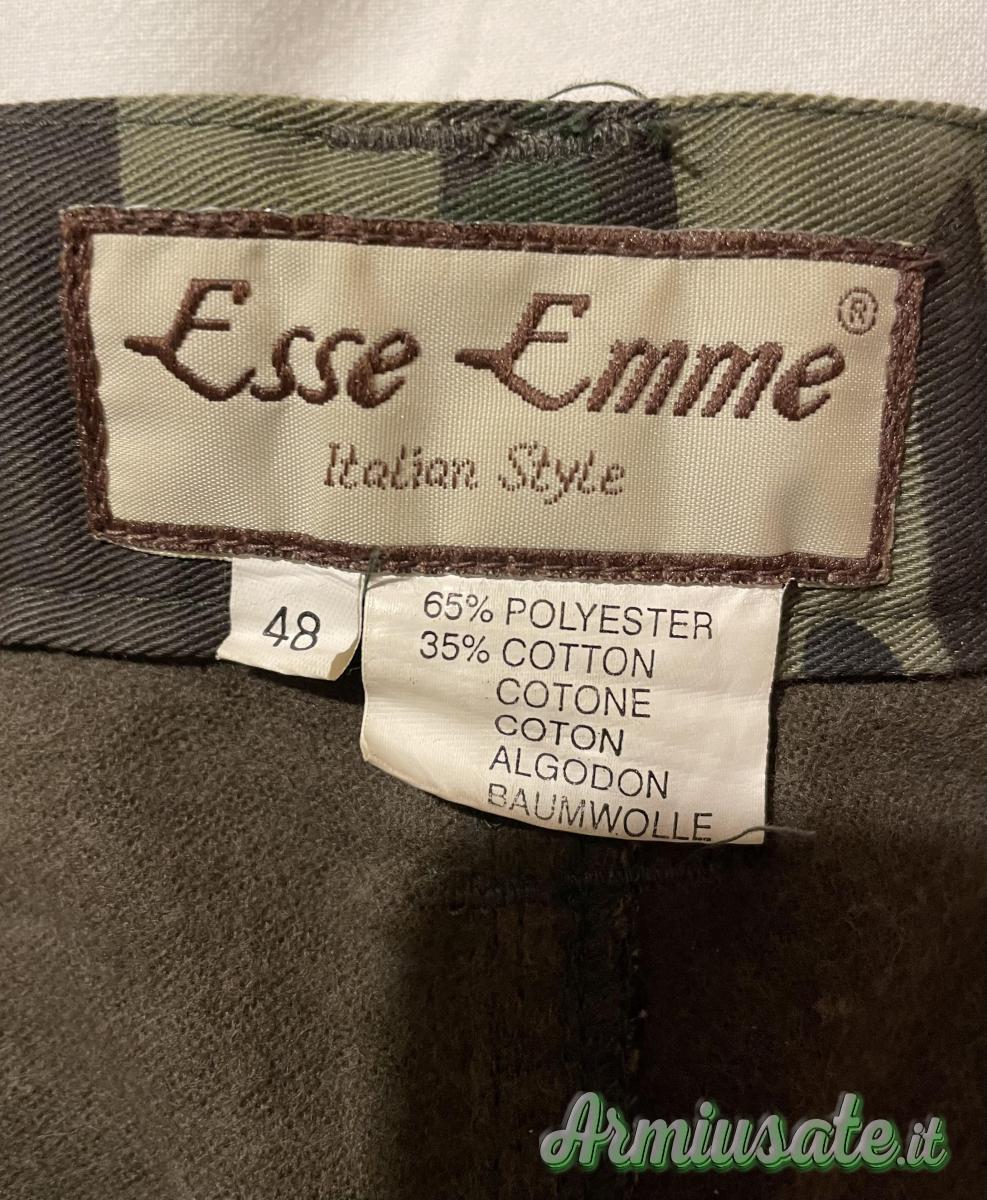 Esse Emme ®
Italian Style
48
65% POLYESTER
35% COTTON
COTONE
COTON
ALGODON
BAUMWOLLE
Armiusate.it